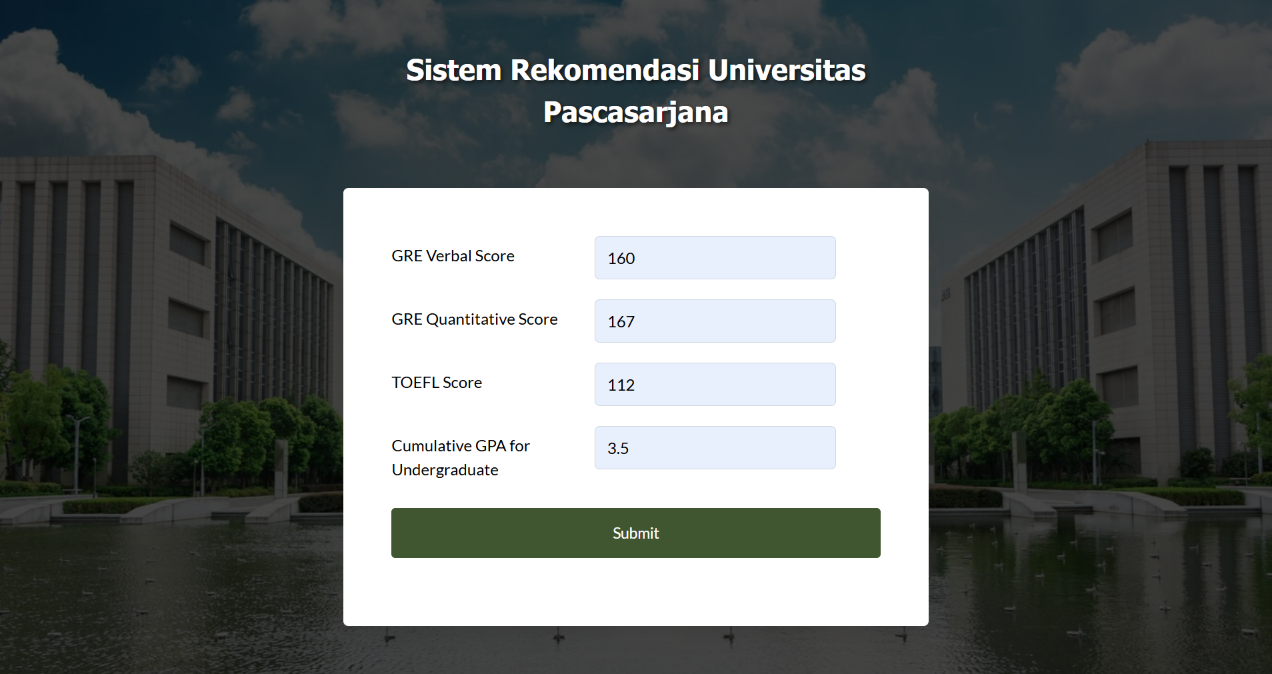 Sistem Rekomendasi Universitas
Pascasarjana
GRE Verbal Score
160
GRE Quantitative Score
167
TOEFL Score
112
Cumulative GPA for
Undergraduate
3.5
Submit